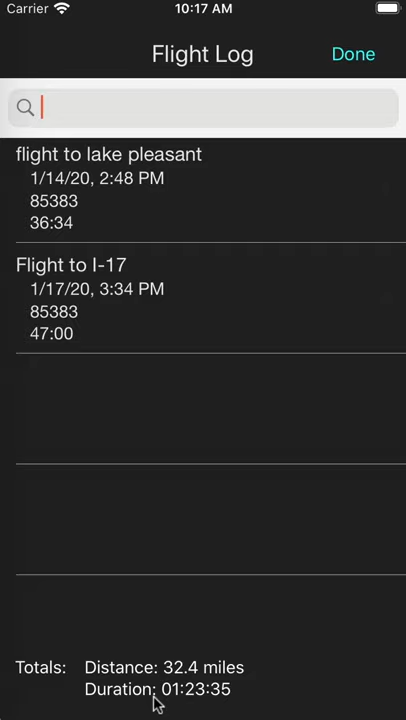 Carrier 10:17 AM
Flight Log Done
flight to lake pleasant
1/14/20, 2:48 PM
85383
36:34
Flight to I-17
1/17/20, 3:34 PM
85383
47:00
Totals: Distance: 32.4 miles
Duration: 01:23:35